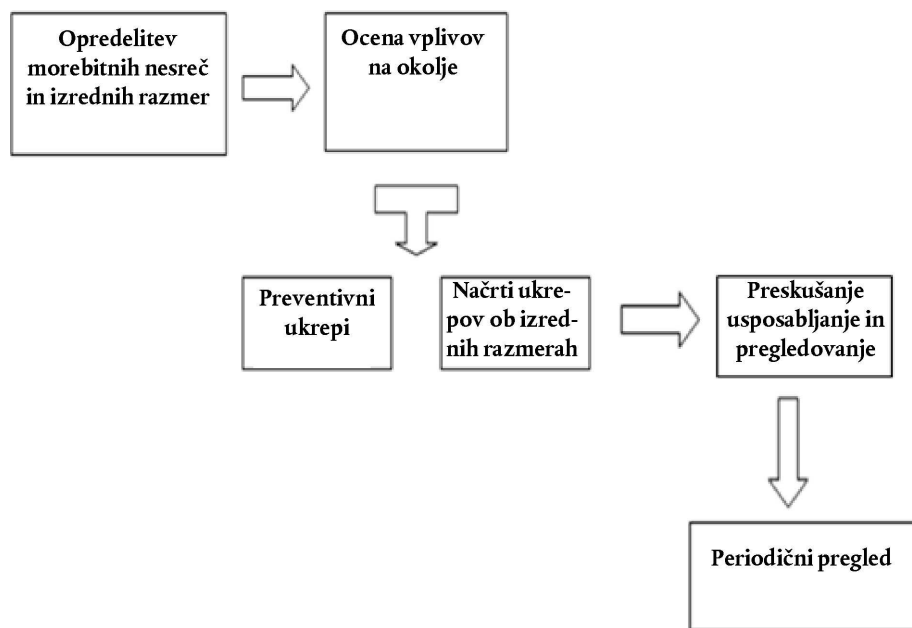 Opredelitev
morebitnih nesreč
in izrednih razmer
Ocena vplivov
na okolje
Preventivni
ukrepi
Načrti ukre-
pov ob izred-
nih razmerah
Preskušanje
usposabljanje in
pregledovanje
Periodični pregled